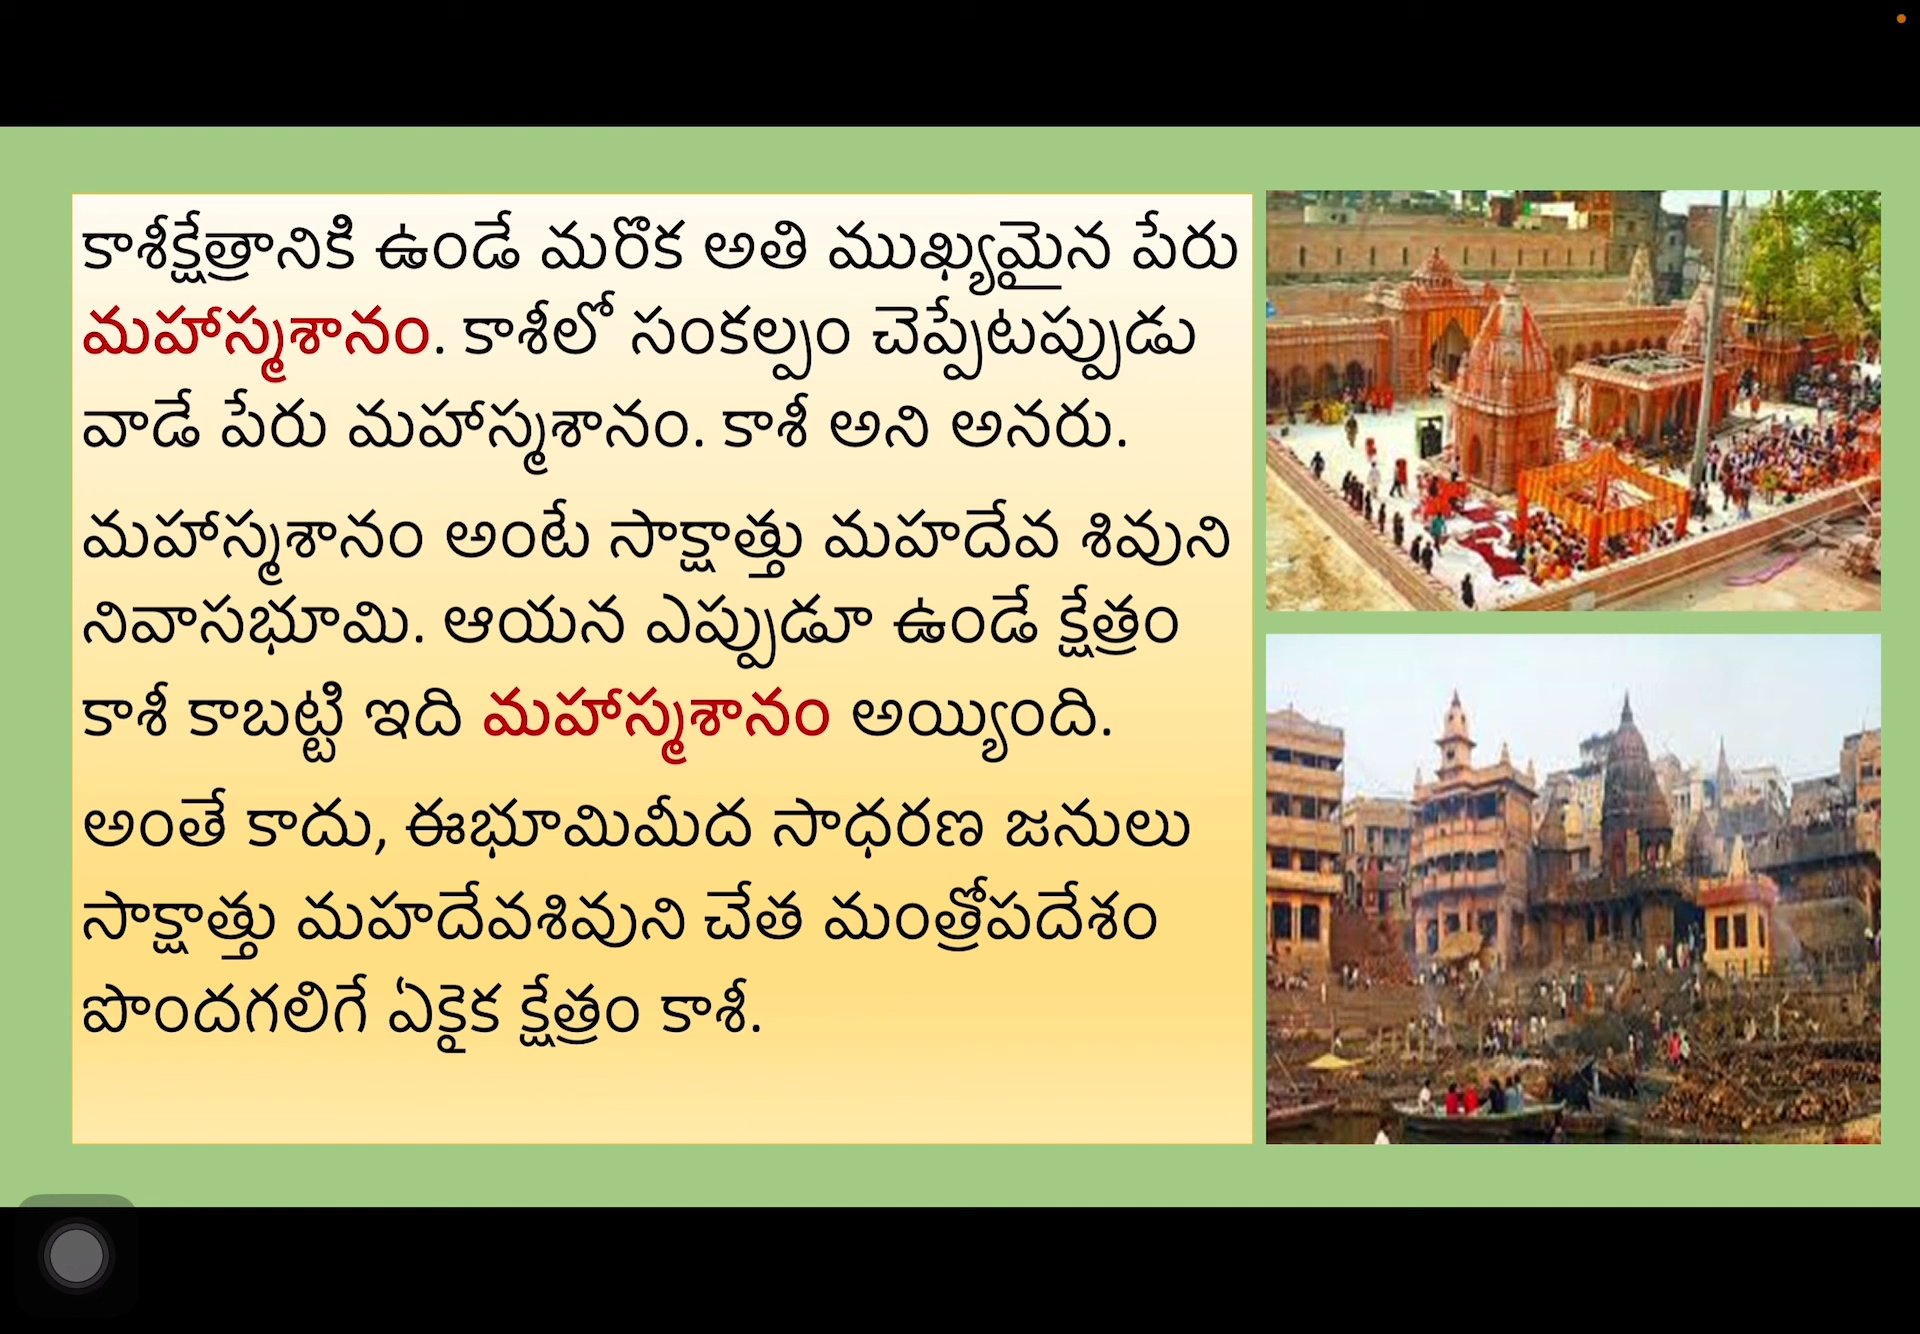 కాశీక్షేత్రానికి ఉండే మరొక అతి ముఖ్యమైన పేరు
మహాస్మశానం. కాశీలో సంకల్పం చెప్పేటప్పుడు
వాడే పేరు మహాస్మశానం. కాశీ అని అనరు.
మహాస్మశానం అంటే సాక్షాత్తు మహదేవ శివుని
నివాసభూమి. ఆయన ఎప్పుడూ ఉండే క్షేత్రం
కాశీ కాబట్టి ఇది మహాస్మశానం అయ్యింది.
అంతే కాదు, ఈభూమిమీద సాధరణ జనులు
సాక్షాత్తు మహదేవశివుని చేత మంత్రోపదేశం
పొందగలిగే ఏకైక క్షేత్రం కాశీ.